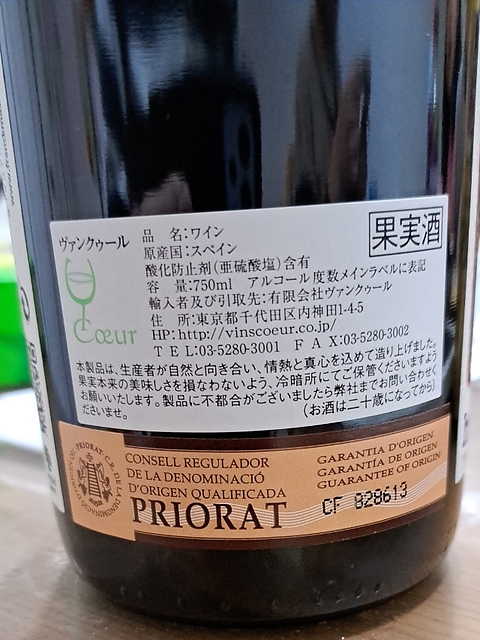 ヴァンクゥール
Cœur
果実酒
品　名：ワイン
原産国：スペイン
酸化防止剤（亜硫酸塩）含有
容　量：750ml　アルコール度数メインラベルに表記
輸入者及び引取先：有限会社ヴァンクゥール
住　所：東京都千代田区内神田1-4-5
HP：http://vinscoeur.co.jp/
ＴＥＬ：03-5280-3001　ＦＡＸ：03-5280-3002
本製品は、生産者が自然と向き合い、情熱と真心を込めて造り上げました。
果実本来の美味しさを損なわないよう、冷暗所にてご保管くださいますよう
お願いいたします。製品に不都合がございましたら弊社までお問い合わせく
ださいませ。　（お酒は二十歳になってから）
CONSELL REGULADOR
DE LA DENOMINACIÓ
D'ORIGEN QUALIFICADA
PRIORAT
GARANTIA D'ORIGEN
GARANTÍA DE ORIGEN
GUARANTEE OF ORIGIN
CF 828613